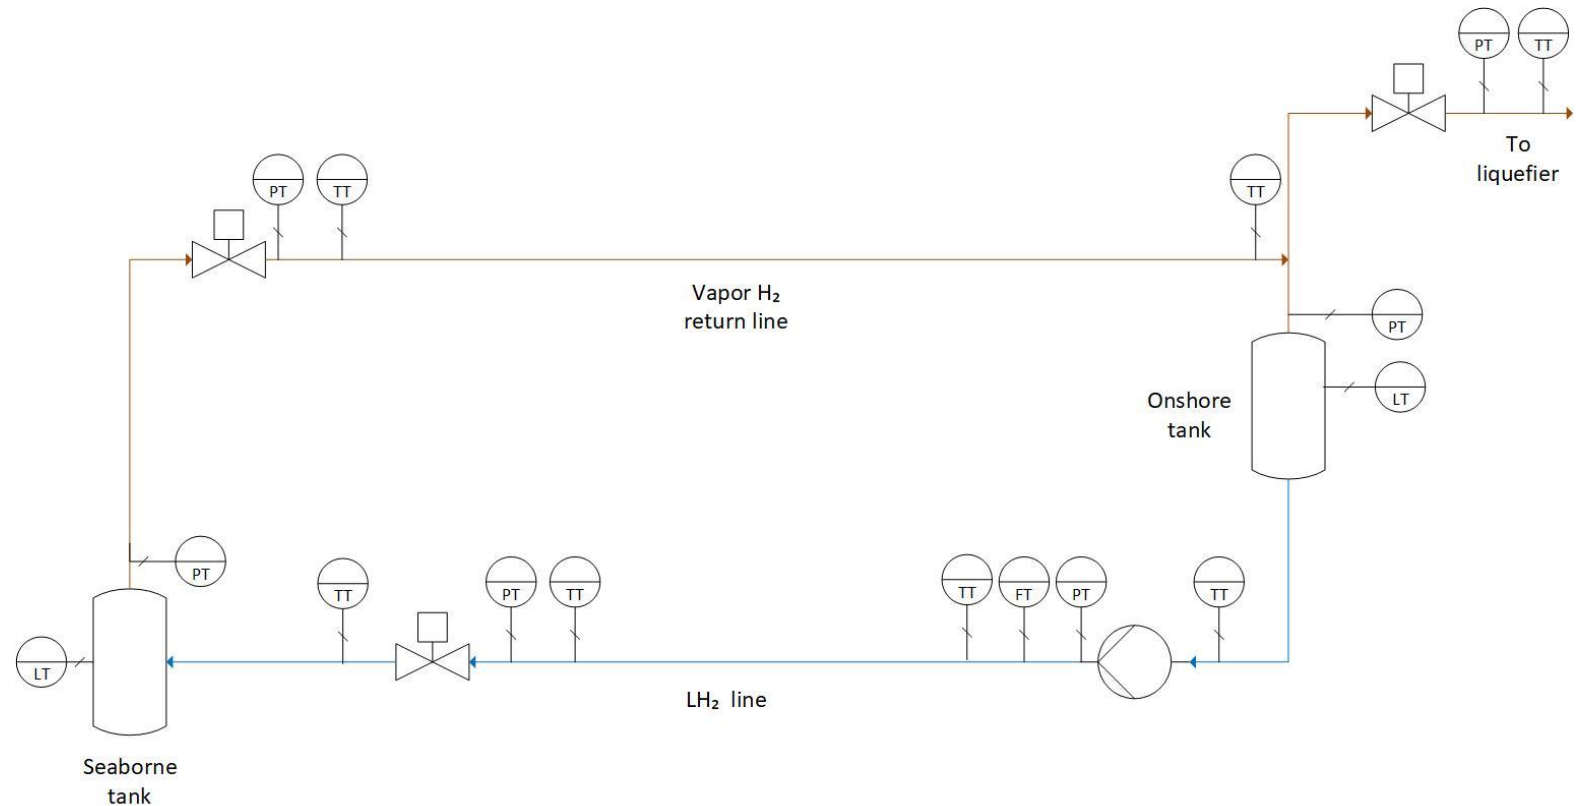 PT
TT
To
liquefier
PT
TT
TT
Vapor H₂
return line
PT
Onshore
tank
LT
PT
TT
PT
TT
TT
FT
PT
TT
LT
LH₂ line
Seaborne
tank